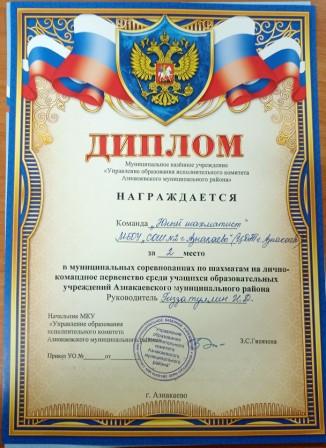 ДИПЛОМ
Муниципальное казённое учреждение
«Управление образования исполнительного комитета
Азнакаевского муниципального района»
НАГРАЖДАЕТСЯ
Команда „Юный шахматист"
МБОУ „СОШ №2 г. Азнакаево"
за 2 место
в муниципальных соревнованиях по шахматам на лично-
командное первенство среди учащихся образовательных
учреждений Азнакаевского муниципального района
Руководитель
Начальник МКУ
«Управление образования
исполнительного комитета
Азнакаевского муниципального района»
Приказ УО №____от____
г. Азнакаево